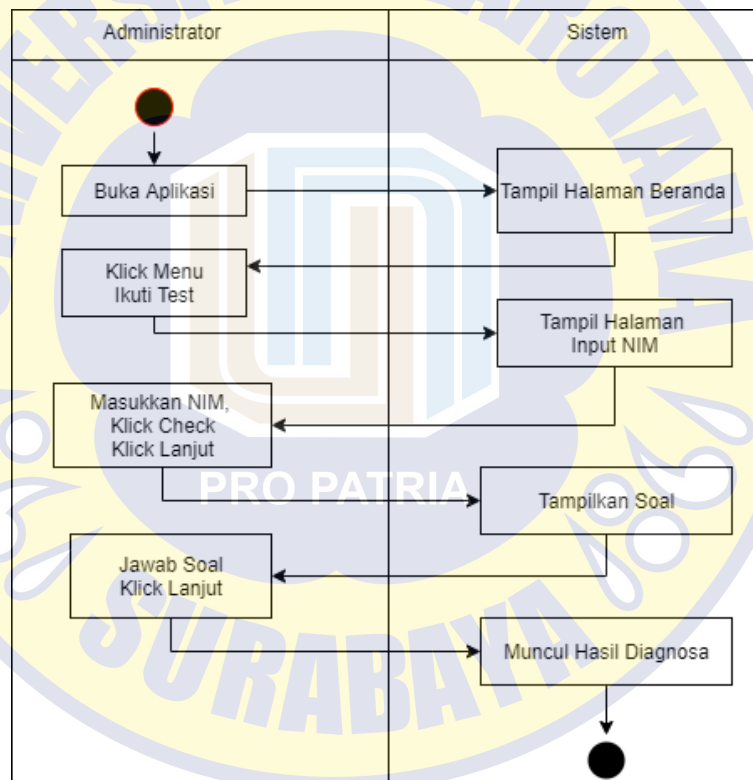 Administrator
Sistem
Buka Aplikasi
Tampil Halaman Beranda
Klick Menu
Ikuti Test
Tampil Halaman
Input NIM
Masukkan NIM,
Klick Check
Klick Lanjut
PRO PATRIA
Tampilkan Soal
Jawab Soal
Klick Lanjut
Muncul Hasil Diagnosa
SURABAYA